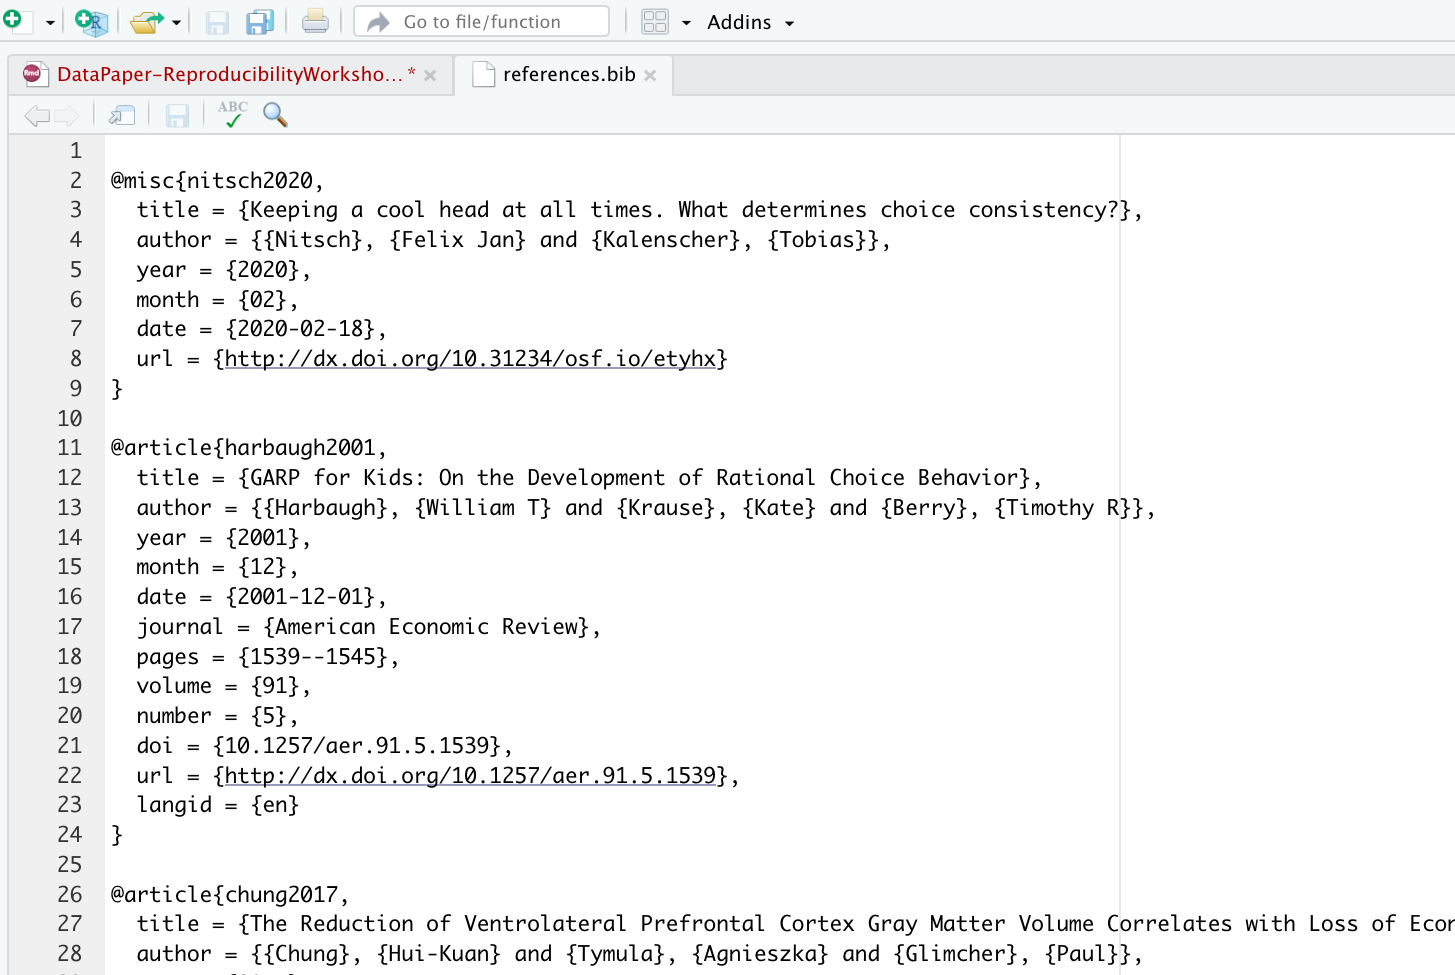 Go to file/function
Addins
Rmd
DataPaper-ReproducibilityWorksho... *
references.bib
ABC
1
2 @misc{nitsch2020,
3 title = {Keeping a cool head at all times. What determines choice consistency?},
4 author = {{Nitsch}, {Felix Jan} and {Kalenscher}, {Tobias}},
5 year = {2020},
6 month = {02},
7 date = {2020-02-18},
8 url = {http://dx.doi.org/10.31234/osf.io/etyhx}
9 }
10
11 @article{harbaugh2001,
12 title = {GARP for Kids: On the Development of Rational Choice Behavior},
13 author = {{Harbaugh}, {William T} and {Krause}, {Kate} and {Berry}, {Timothy R}},
14 year = {2001},
15 month = {12},
16 date = {2001-12-01},
17 journal = {American Economic Review},
18 pages = {1539--1545},
19 volume = {91},
20 number = {5},
21 doi = {10.1257/aer.91.5.1539},
22 url = {http://dx.doi.org/10.1257/aer.91.5.1539},
23 langid = {en}
24 }
25
26 @article{chung2017,
27 title = {The Reduction of Ventrolateral Prefrontal Cortex Gray Matter Volume Correlates with Loss of Econ
28 author = {{Chung}, {Hui-Kuan} and {Tymula}, {Agnieszka} and {Glimcher}, {Paul}},